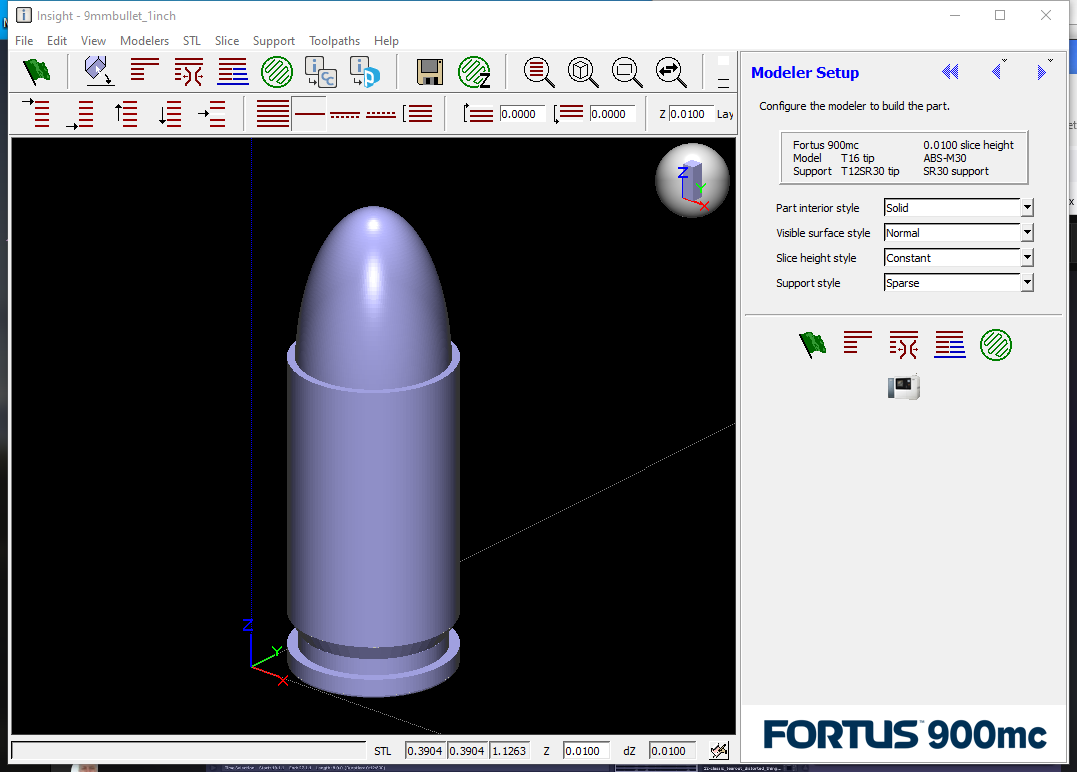 Insight - 9mmbullet_1inch
File Edit View Modelers STL Slice Support Toolpaths Help
0.0000 0.0000 Z 0.0100 Lay
Z
Y
X
Z
Y
X
STL 0.3904 0.3904 1.1263 Z 0.0100 dZ 0.0100
Modeler Setup
Configure the modeler to build the part.
Fortus 900mc 0.0100 slice height
Model T16 tip ABS-M30
Support T12SR30 tip SR30 support
Part interior style Solid
Visible surface style Normal
Slice height style Constant
Support style Sparse
FORTUS™ 900mc